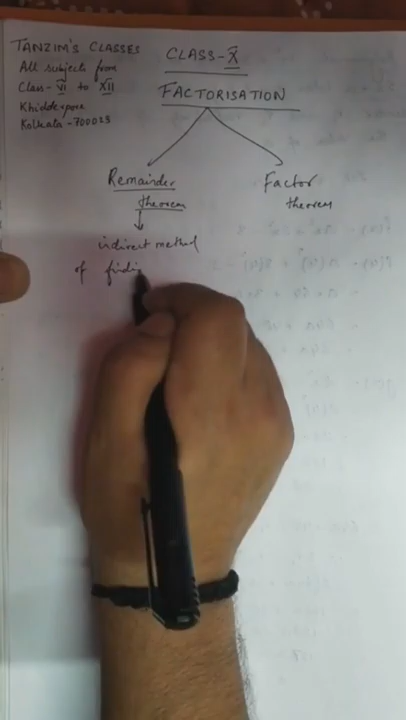 TANZIM'S CLASSES
All subjects from
Class - VI to XII
Khidderpore
Kolkata - 700023
CLASS-X
FACTORISATION
Remainder
theorem
Factor
theorem
indirect method
of findi